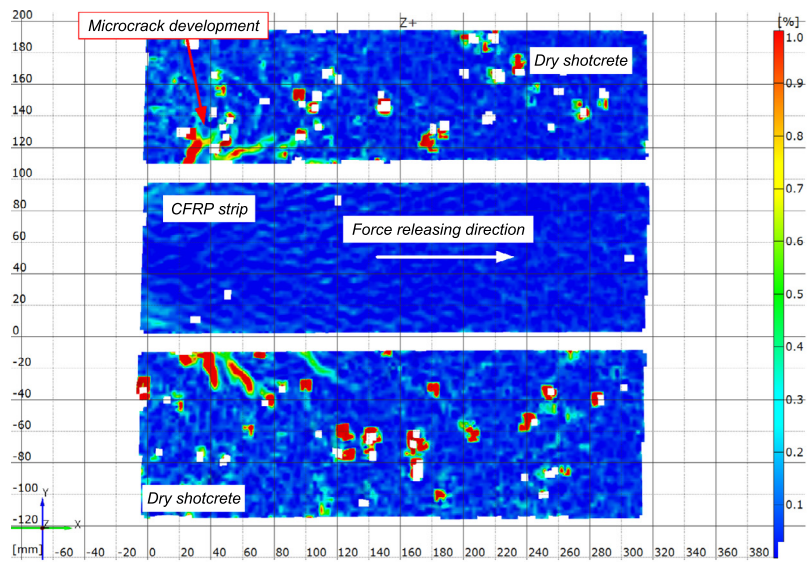 Microcrack development
Z+
[%]
Dry shotcrete
CFRP strip
Force releasing direction
Dry shotcrete
200
180
160
140
120
100
80
60
40
20
0
-20
-40
-60
-80
-100
-120
[mm]
Y
Z
X
-60 -40 -20 0 20 40 60 80 100 120 140 160 180 200 220 240 260 280 300 320 340 360 380
1.0
0.9
0.8
0.7
0.6
0.5
0.4
0.3
0.2
0.1